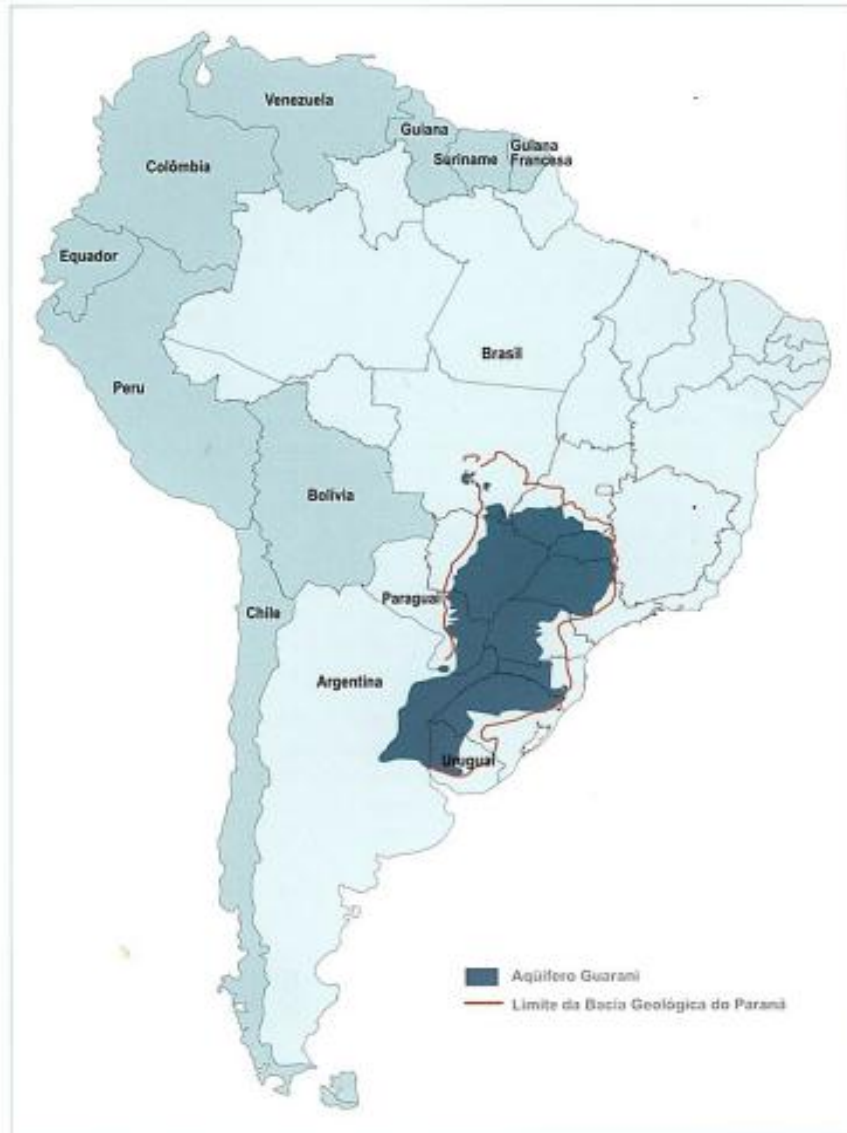 Venezuela
Guiana
Suriname
Guiana
Francesa
Colômbia
Equador
Brasil
Peru
Bolívia
Paraguai
Chile
Argentina
Uruguai
Aqüífero Guarani
Limite da Bacia Geológica do Paraná